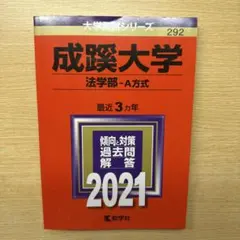 大学入試シリーズ
292
成蹊大学
法学部-A方式
最近3ヵ年
傾向と対策
過去問
解答
2021
教学社